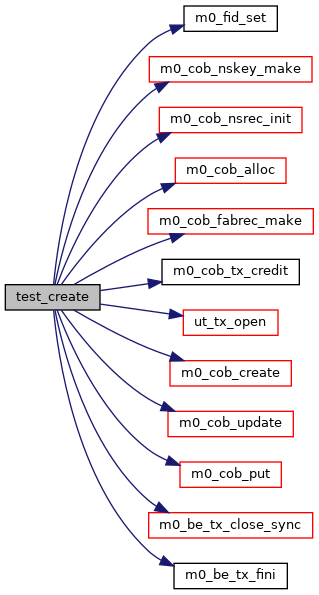 m0_fid_set
m0_cob_nskey_make
m0_cob_nsrec_init
m0_cob_alloc
m0_cob_fabrec_make
m0_cob_tx_credit
test_create
ut_tx_open
m0_cob_create
m0_cob_update
m0_cob_put
m0_be_tx_close_sync
m0_be_tx_fini